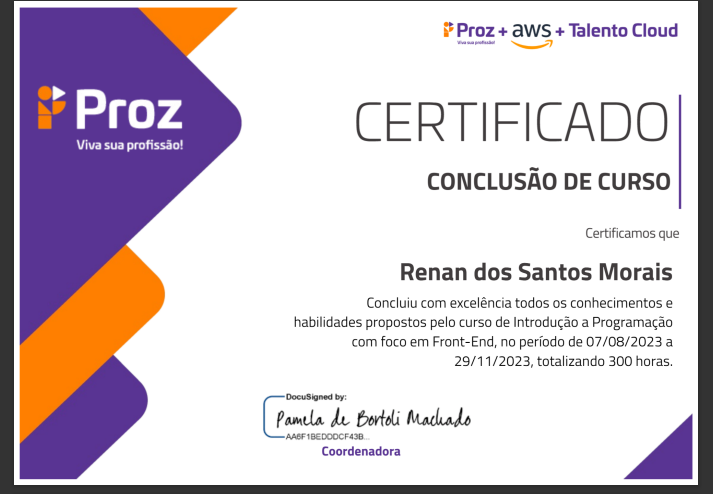 Proz + aws + Talento Cloud
Viva sua profissão!
Proz
Viva sua profissão!
CERTIFICADO
CONCLUSÃO DE CURSO
Certificamos que
Renan dos Santos Morais
Concluiu com excelência todos os conhecimentos e
habilidades propostos pelo curso de Introdução a Programação
com foco em Front-End, no período de 07/08/2023 a
29/11/2023, totalizando 300 horas.
DocuSigned by:
Pamela de Bortoli Machado
AA6F1BEDDDCF43B...
Coordenadora